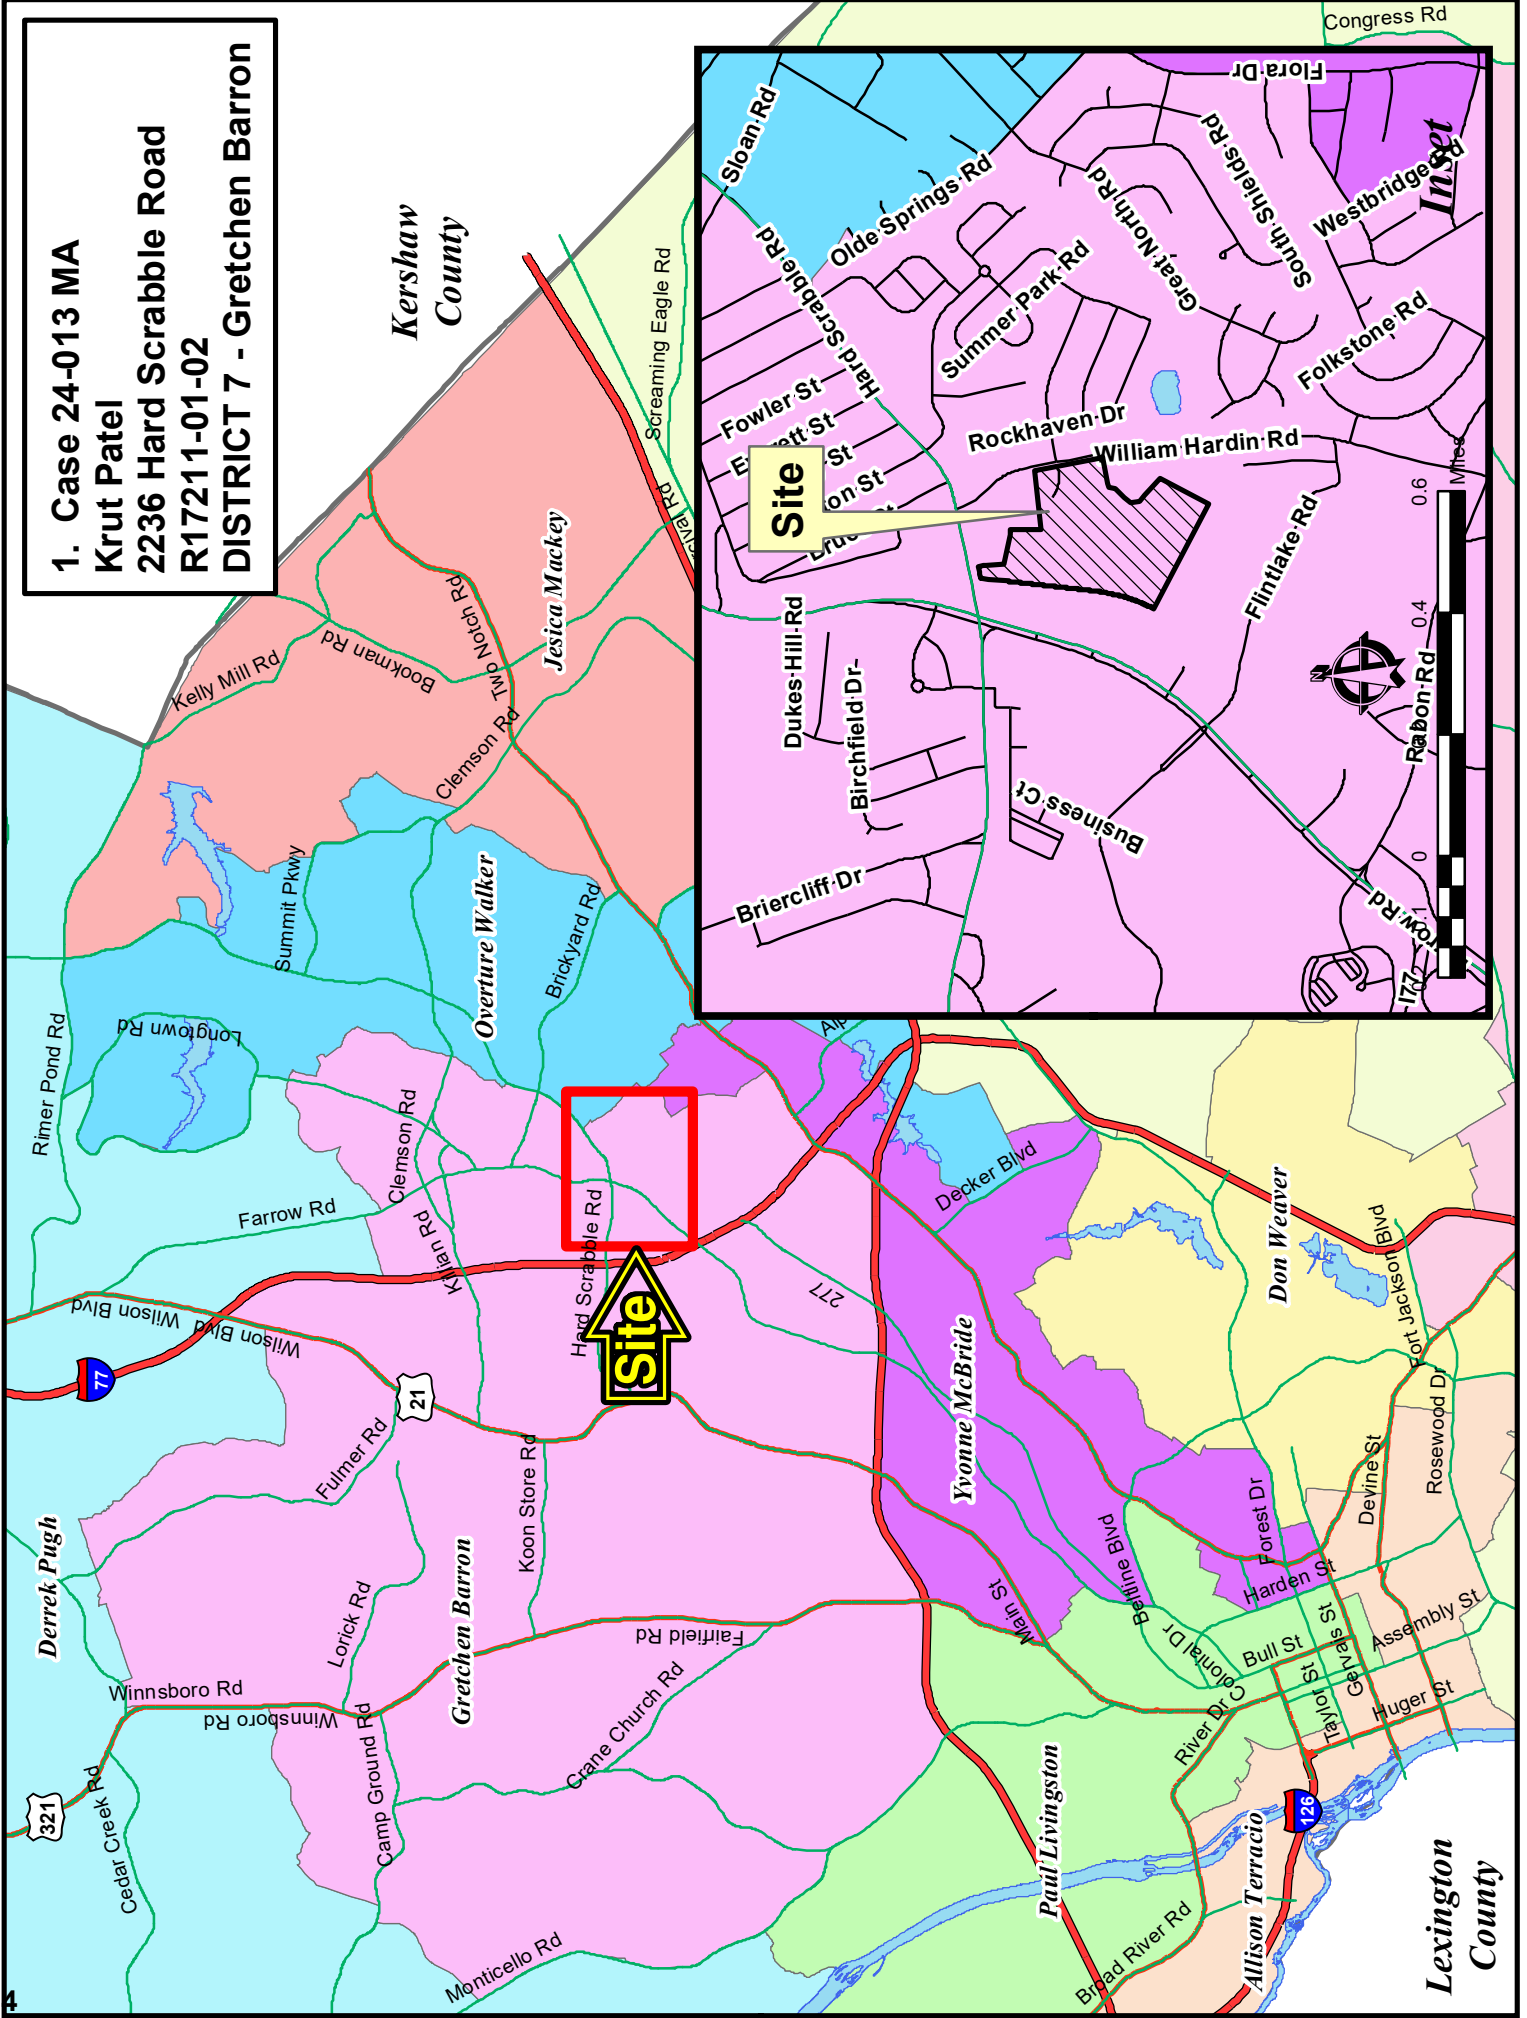 1. Case 24-013 MA
Krut Patel
2236 Hard Scrabble Road
R17211-01-02
DISTRICT 7 - Gretchen Barron
4
Kershaw
County
Lexington
County
Derrek Pugh
Gretchen Barron
Overture Walker
Jesica Mackey
Yvonne McBride
Don Weaver
Paul Livingston
Allison Terracio
321
21
77
126
277
Site
Cedar Creek Rd
Winnsboro Rd
Winnsboro Rd
Camp Ground Rd
Lorick Rd
Fulmer Rd
Koon Store Rd
Fairfield Rd
Crane Church Rd
Monticello Rd
Broad River Rd
River Dr
Colonial Dr
Main St
Beltline Blvd
Bull St
Taylor St
Gervais St
Huger St
Assembly St
Harden St
Forest Dr
Devine St
Rosewood Dr
Fort Jackson Blvd
Decker Blvd
Wilson Blvd
Wilson Blvd
Rimer Pond Rd
Longtown Rd
Farrow Rd
Killian Rd
Clemson Rd
Hard Scrabble Rd
Summit Pkwy
Brickyard Rd
Clemson Rd
Two Notch Rd
Kelly Mill Rd
Bookman Rd
Screaming Eagle Rd
Congress Rd
Inset
Site
Sloan Rd
Hard Scrabble Rd
Olde Springs Rd
Summer Park Rd
Great North Rd
South Shields Rd
Flora Dr
Westbridge Rd
Folkstone Rd
Fowler St
St
St
Rockhaven Dr
William Hardin Rd
Flintlake Rd
Dukes Hill Rd
Birchfield Dr
Briercliff Dr
Business Ct
Rabon Rd
I77
N
0.1
0
0.4
0.6
Miles